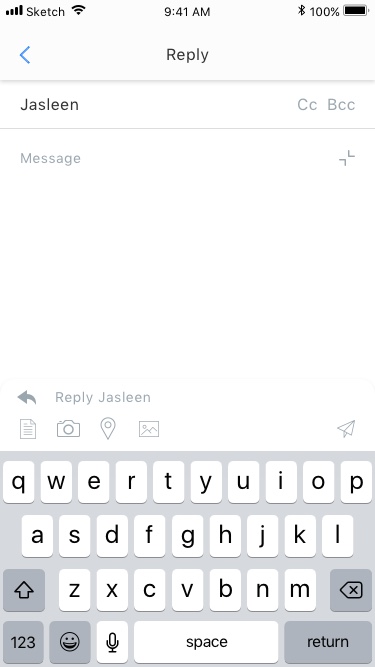 Sketch 9:41 AM 100%
Reply
Jasleen Cc Bcc
Message
Reply Jasleen
q w e r t y u i o p
a s d f g h j k l
z x c v b n m
123 space return